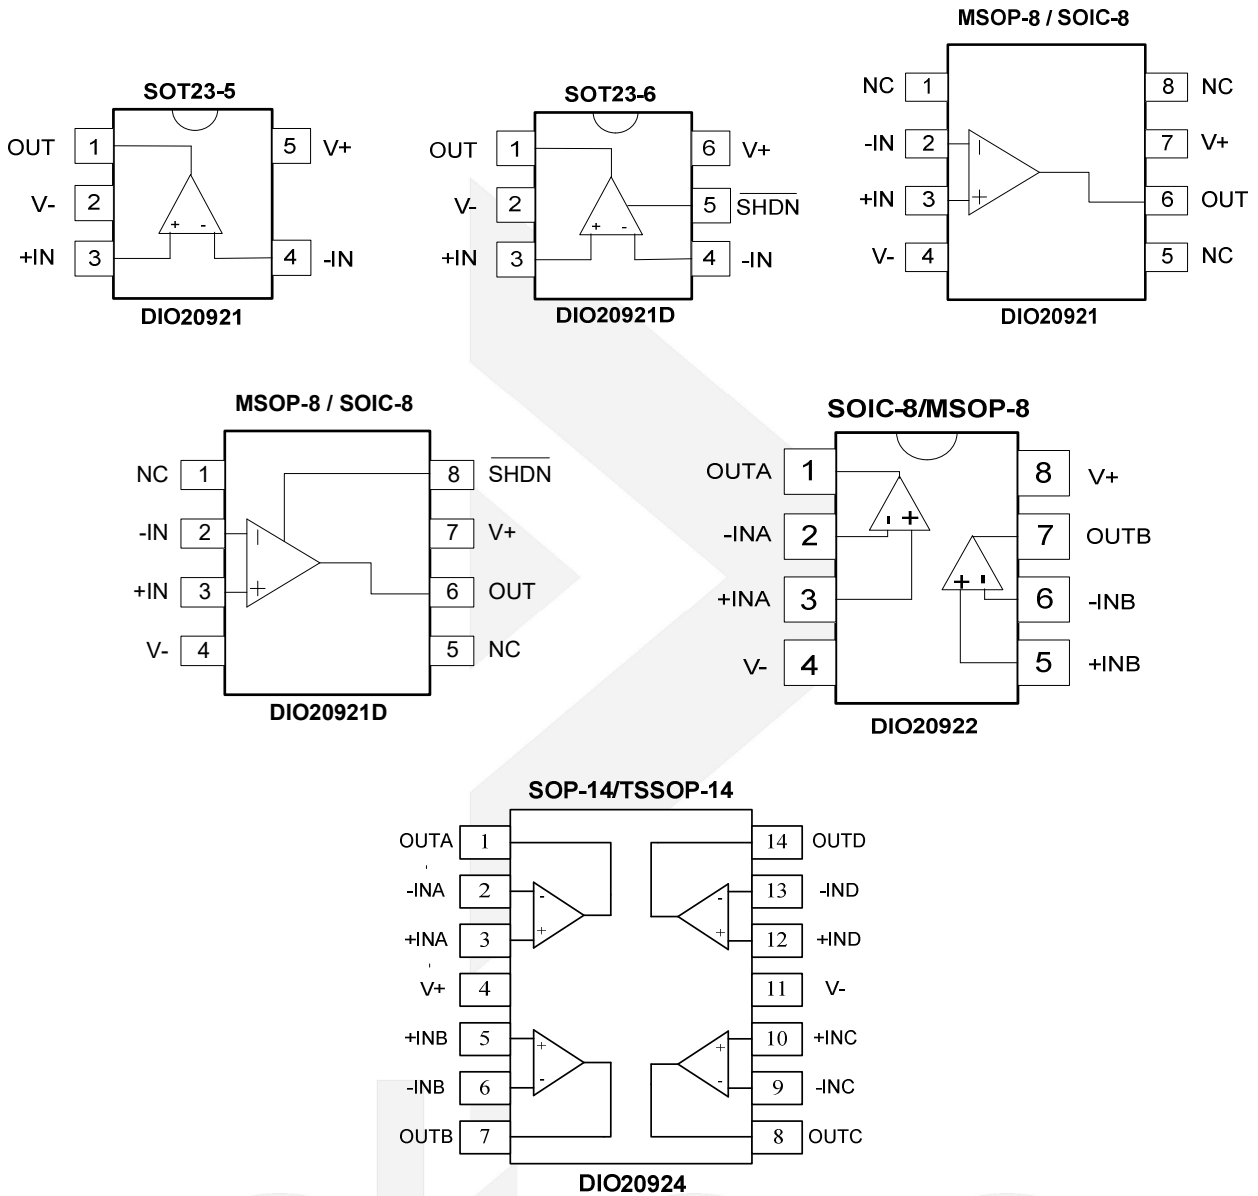 SOT23-5
OUT 1 5 V+
V- 2
+IN 3 + - 4 -IN
DIO20921
SOT23-6
OUT 1 6 V+
V- 2 5 SHDN
+IN 3 + - 4 -IN
DIO20921D
MSOP-8 / SOIC-8
NC 1 8 NC
-IN 2 - 7 V+
+IN 3 + 6 OUT
V- 4 5 NC
DIO20921
MSOP-8 / SOIC-8
NC 1 8 SHDN
-IN 2 - 7 V+
+IN 3 + 6 OUT
V- 4 5 NC
DIO20921D
SOIC-8/MSOP-8
OUTA 1 - + 8 V+
-INA 2 7 OUTB
+INA 3 + - 6 -INB
V- 4 5 +INB
DIO20922
SOP-14/TSSOP-14
OUTA 1 14 OUTD
-INA 2 - - 13 -IND
+INA 3 + + 12 +IND
V+ 4 11 V-
+INB 5 + + 10 +INC
-INB 6 - - 9 -INC
OUTB 7 8 OUTC
DIO20924